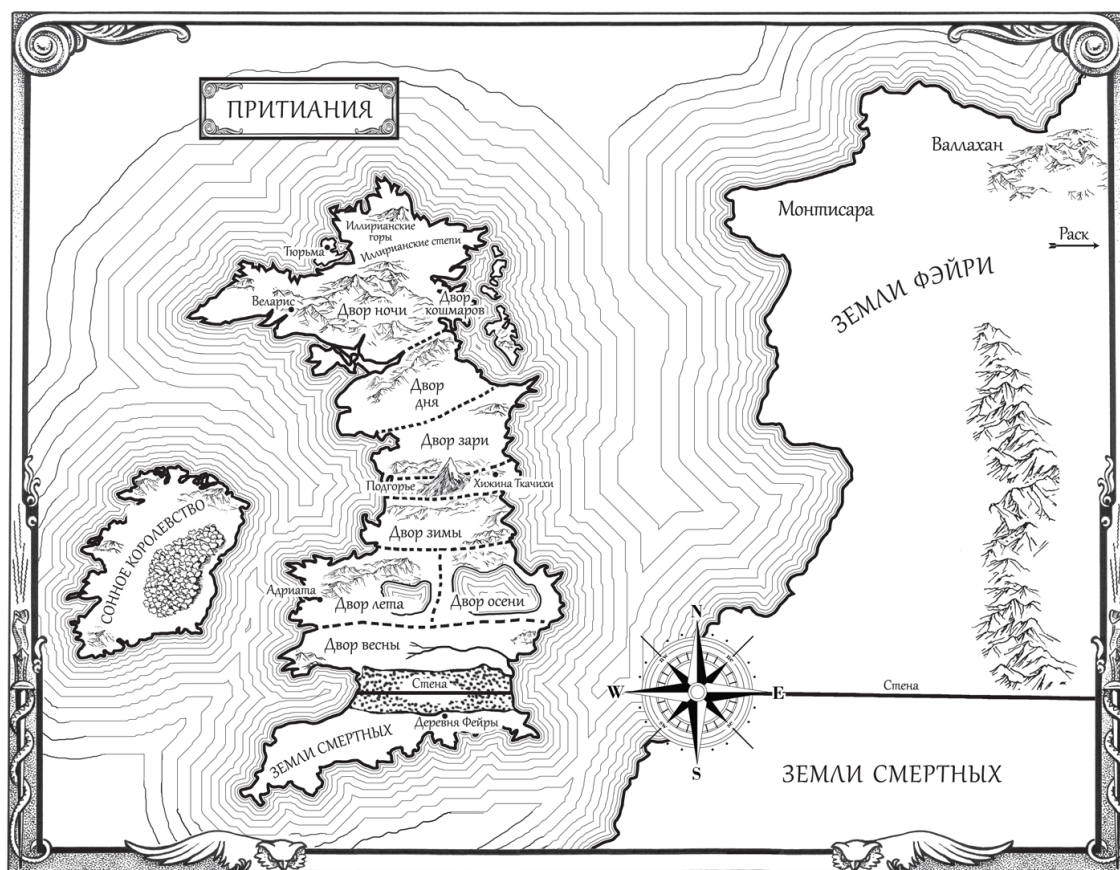 ПРИТИАНИЯ
Валлахан
Монтисара
Раск
ЗЕМЛИ ФЭЙРИ
Иллирианские
горы
Иллирианские степи
Тюрьма
Веларис
Двор ночи
Двор
кошмаров
Двор
дня
Двор зари
Подгорье
Хижина Ткачихи
Двор зимы
СОННОЕ КОРОЛЕВСТВО
Адриата
Двор лета
Двор осени
Двор весны
Стена
Деревня Фейры
ЗЕМЛИ СМЕРТНЫХ
N
W
E
S
Стена
ЗЕМЛИ СМЕРТНЫХ